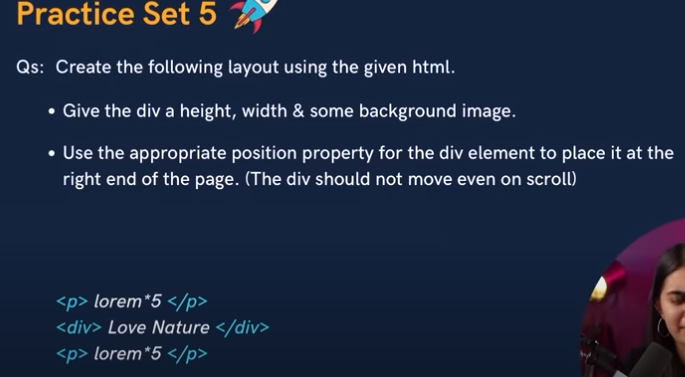 Practice Set 5
Qs: Create the following layout using the given html.
• Give the div a height, width & some background image.
• Use the appropriate position property for the div element to place it at the
right end of the page. (The div should not move even on scroll)
<p> lorem*5 </p>
<div> Love Nature </div>
<p> lorem*5 </p>